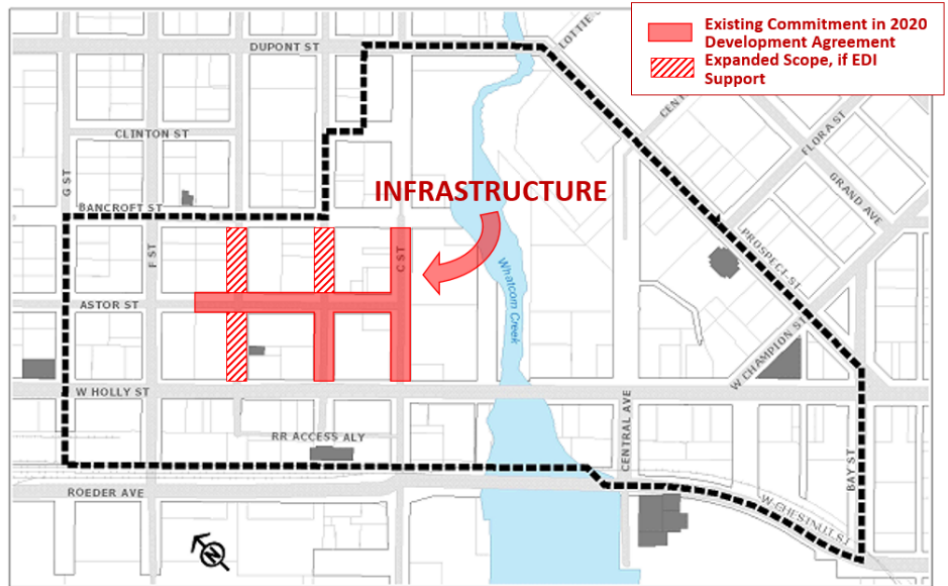 Existing Commitment in 2020
Development Agreement
Expanded Scope, if EDI
Support
LOTTIE
DUPONT ST
CENT
CLINTON ST
FLORA ST
G ST
GRAND AVE
INFRASTRUCTURE
BANCROFT ST
F ST
C ST
PROSPECT ST
Whatcom Creek
ASTOR ST
W CHAMPION ST
W HOLLY ST
CENTRAL AVE
RR ACCESS ALY
BAY ST
ROEDER AVE
W CHESTNUT ST
N